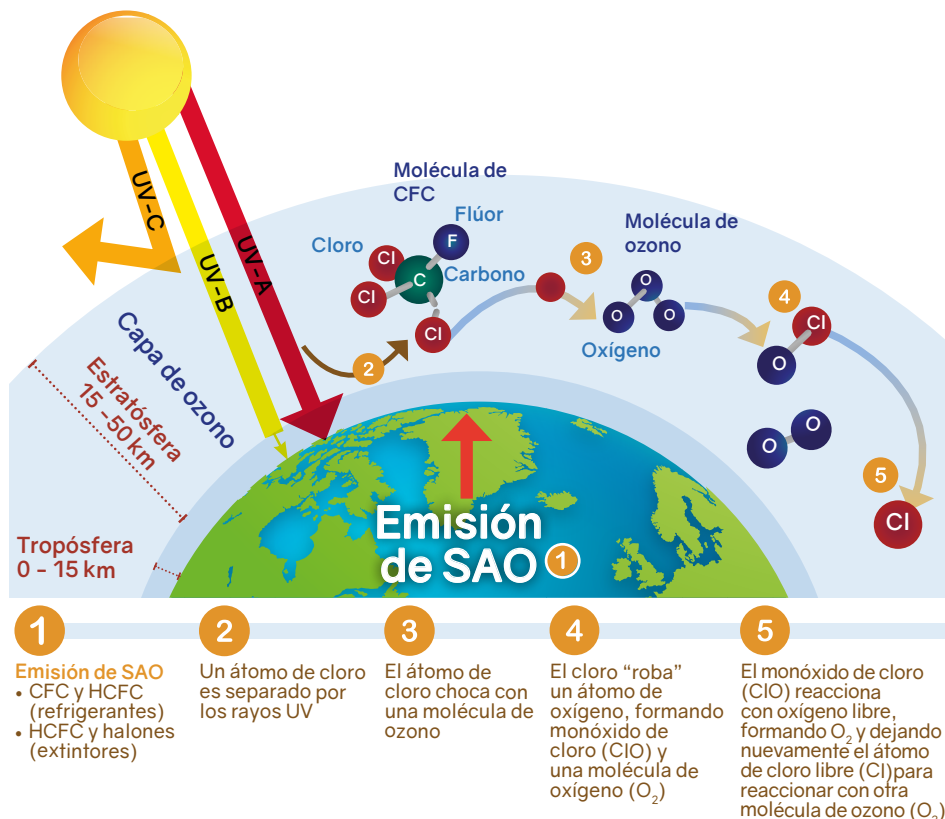 UV-C
UV-B
UV-A
Molécula de
CFC
Flúor
Cloro
Carbono
F
Cl
C
Cl
Cl
2
3
Molécula de
ozono
O
O
O
Oxígeno
4
Cl
O
O
O
5
Cl
Capa de ozono
Estratósfera
15 -50 km
Tropósfera
0 - 15 km
Emisión
de SAO 1
1
Emisión de SAO
• CFC y HCFC
(refrigerantes)
• HCFC y halones
(extintores)
2
Un átomo de cloro
es separado por
los rayos UV
3
El átomo de
cloro choca con
una molécula de
ozono
4
El cloro “roba”
un átomo de
oxígeno, formando
monóxido de
cloro (ClO) y
una molécula de
oxígeno (O₂)
5
El monóxido de cloro
(ClO) reacciona
con oxígeno libre,
formando O₂ y dejando
nuevamente el átomo
de cloro libre (Cl)para
reaccionar con otra
molécula de ozono (O₃)